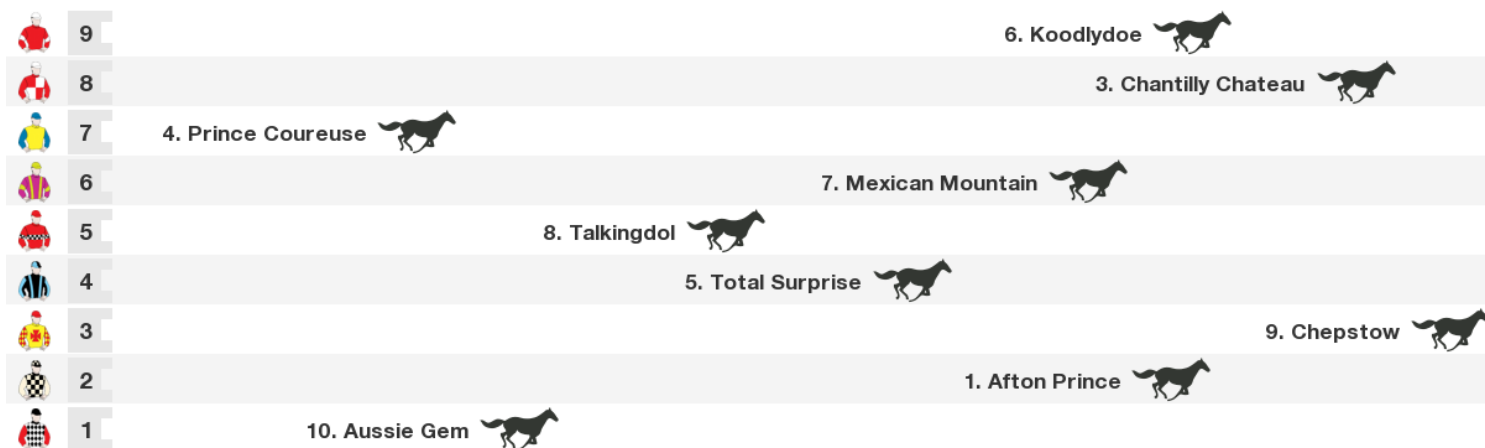 9 6. Koodlydoe
8 3. Chantilly Chateau
7 4. Prince Coureuse
6 7. Mexican Mountain
5 8. Talkingdol
4 5. Total Surprise
3 9. Chepstow
2 1. Afton Prince
1 10. Aussie Gem